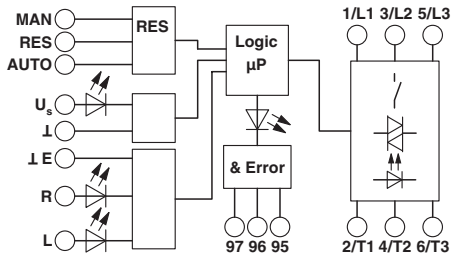 MAN
RES
AUTO
RES
Us
⊥
⊥ E
R
L
Logic
µP
& Error
97 96 95
1/L1 3/L2 5/L3
2/T1 4/T2 6/T3